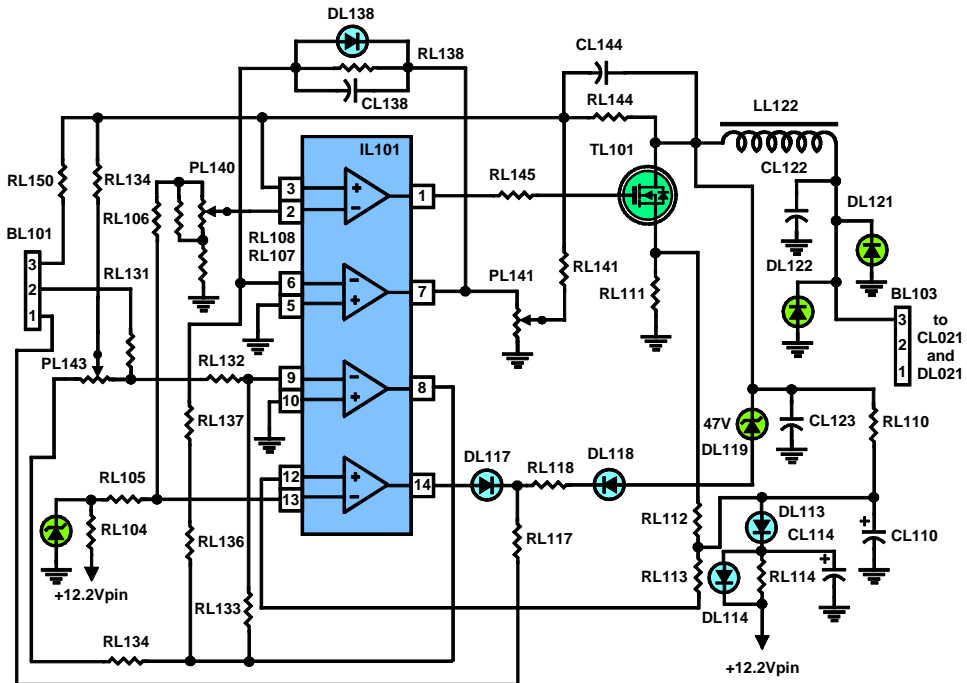 DL138
RL138
CL138
CL144
RL144
LL122
IL101
TL101
CL122
RL150
RL134
PL140
RL106
3
2
1
RL145
DL121
BL101
RL108
RL107
DL122
3
2
1
RL131
6
5
7
PL141
RL141
RL111
BL103
3
2
1
to
CL021
and
DL021
PL143
RL132
9
10
8
RL137
47V
DL119
CL123
RL110
RL105
12
13
14
DL117
RL118
DL118
RL104
RL136
RL117
RL112
DL113
CL114
+
CL110
+12.2Vpin
RL133
RL113
RL114
+
DL114
RL134
+12.2Vpin